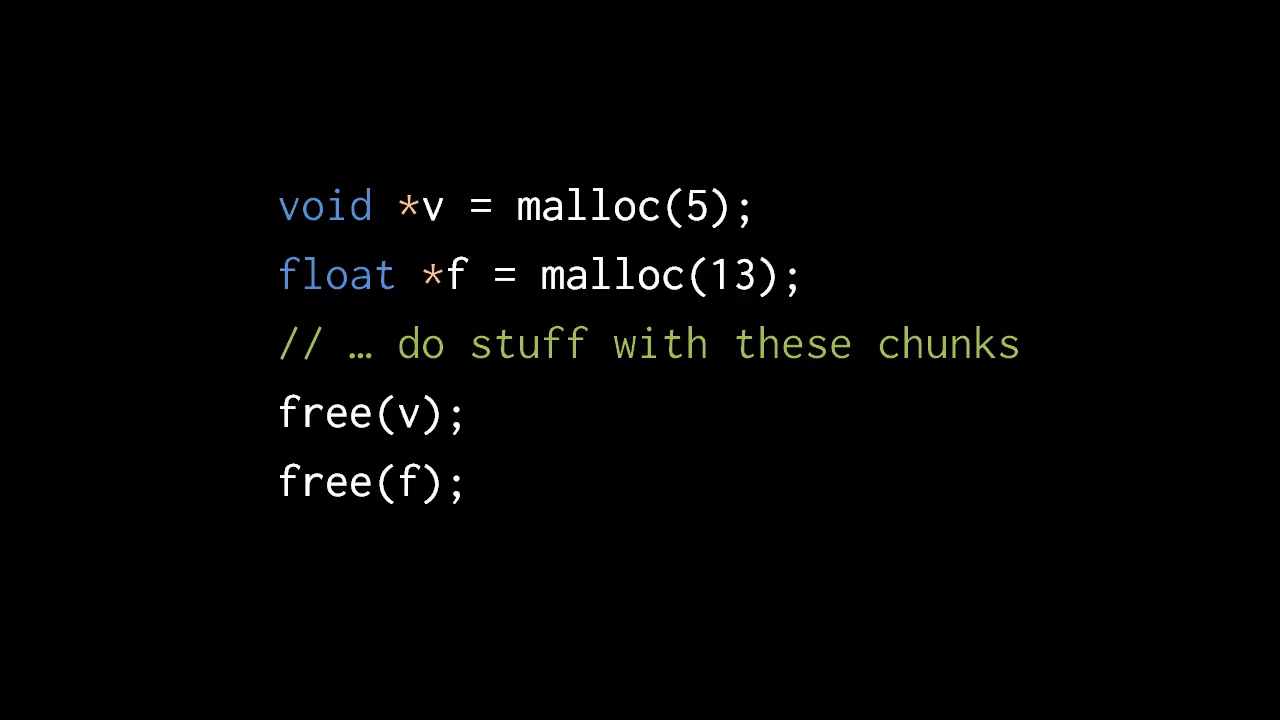 void *v = malloc(5);
float *f = malloc(13);
// … do stuff with these chunks
free(v);
free(f);